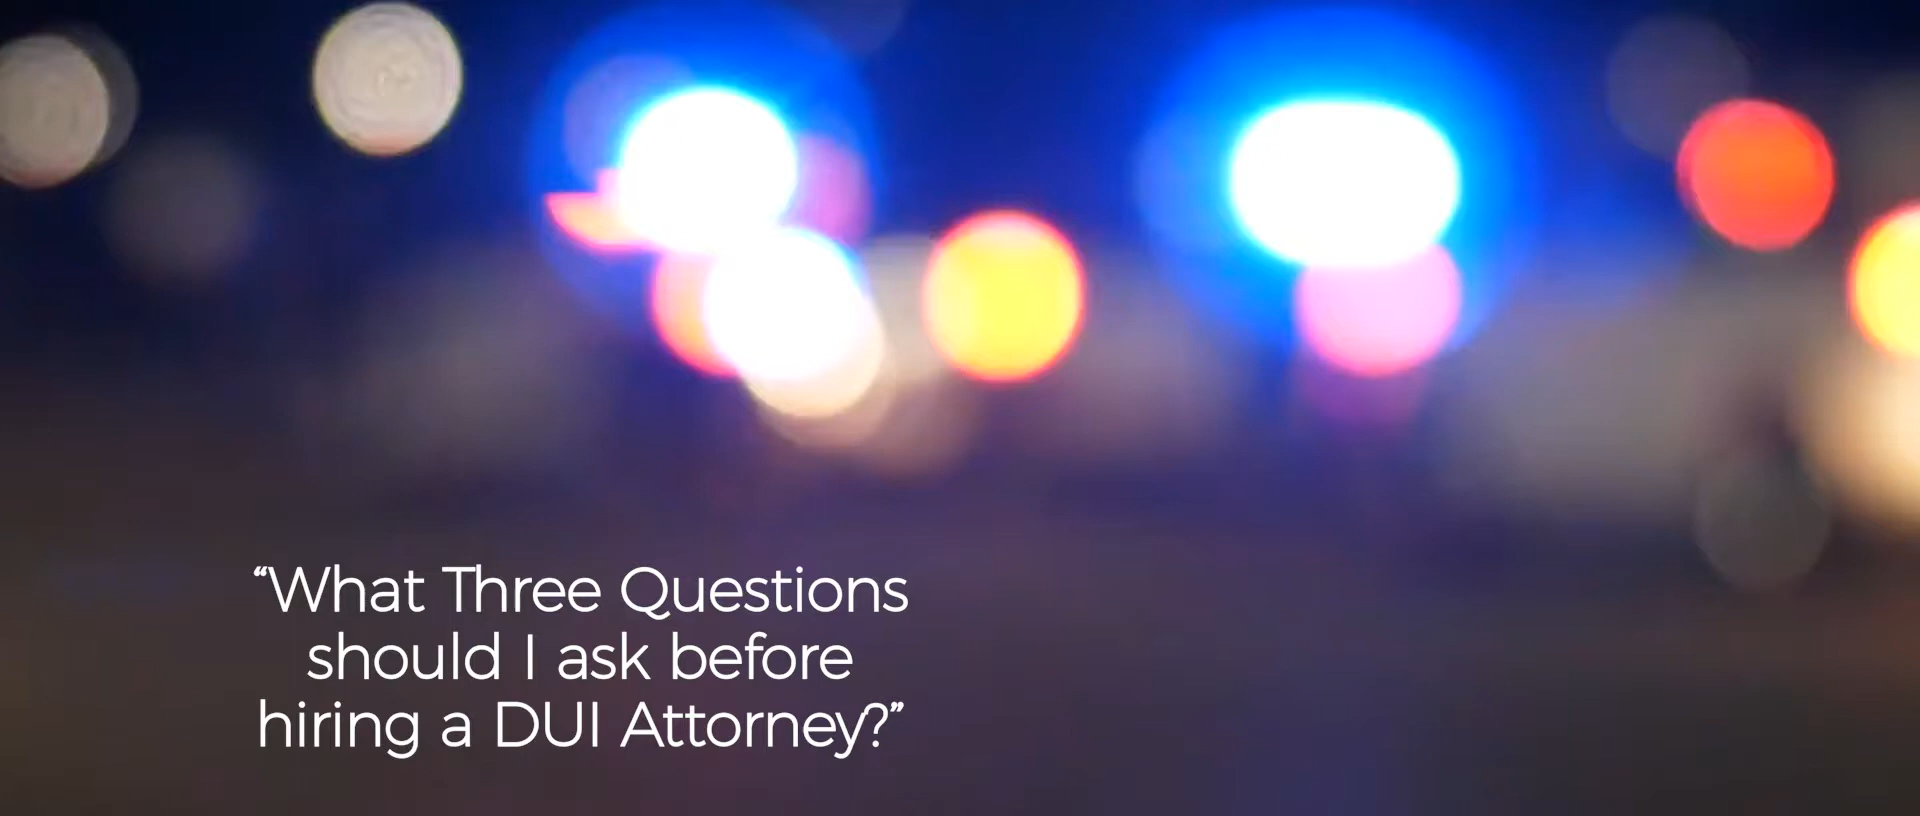 “What Three Questions
should I ask before
hiring a DUI Attorney?”